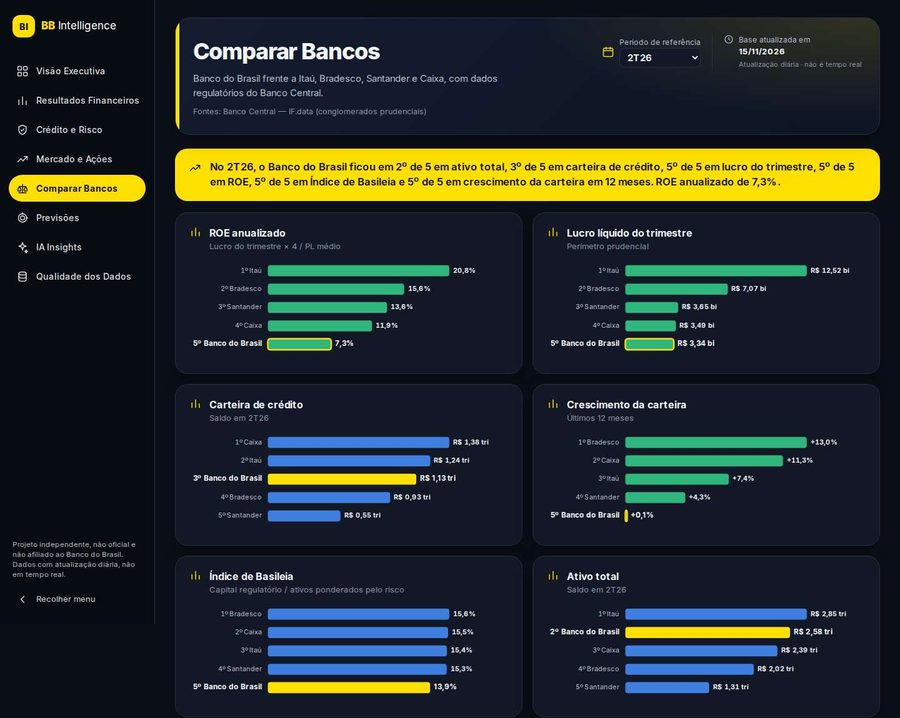 BI BB Intelligence
Visão Executiva
Resultados Financeiros
Crédito e Risco
Mercado e Ações
Comparar Bancos
Previsões
IA Insights
Qualidade dos Dados
Projeto independente, não oficial e
não afiliado ao Banco do Brasil.
Dados com atualização diária, não
em tempo real.
Recolher menu
Comparar Bancos
Banco do Brasil frente a Itaú, Bradesco, Santander e Caixa, com dados
regulatórios do Banco Central.
Fontes: Banco Central — IF.data (conglomerados prudenciais)
Período de referência
2T26
Base atualizada em
15/11/2026
Atualização diária · não é tempo real
No 2T26, o Banco do Brasil ficou em 2º de 5 em ativo total, 3º de 5 em carteira de crédito, 5º de 5 em lucro do trimestre, 5º de 5
em ROE, 5º de 5 em Índice de Basileia e 5º de 5 em crescimento da carteira em 12 meses. ROE anualizado de 7,3%.
ROE anualizado
Lucro do trimestre × 4 / PL médio
1º Itaú 20,8%
2º Bradesco 15,6%
3º Santander 13,6%
4º Caixa 11,9%
5º Banco do Brasil 7,3%
Lucro líquido do trimestre
Perímetro prudencial
1º Itaú R$ 12,52 bi
2º Bradesco R$ 7,07 bi
3º Santander R$ 3,65 bi
4º Caixa R$ 3,49 bi
5º Banco do Brasil R$ 3,34 bi
Carteira de crédito
Saldo em 2T26
1º Caixa R$ 1,38 tri
2º Itaú R$ 1,24 tri
3º Banco do Brasil R$ 1,13 tri
4º Bradesco R$ 0,93 tri
5º Santander R$ 0,55 tri
Crescimento da carteira
Últimos 12 meses
1º Bradesco +13,0%
2º Caixa +11,3%
3º Itaú +7,4%
4º Santander +4,3%
5º Banco do Brasil +0,1%
Índice de Basileia
Capital regulatório / ativos ponderados pelo risco
1º Bradesco 15,6%
2º Caixa 15,5%
3º Itaú 15,4%
4º Santander 15,3%
5º Banco do Brasil 13,9%
Ativo total
Saldo em 2T26
1º Itaú R$ 2,85 tri
2º Banco do Brasil R$ 2,58 tri
3º Caixa R$ 2,39 tri
4º Bradesco R$ 2,02 tri
5º Santander R$ 1,31 tri